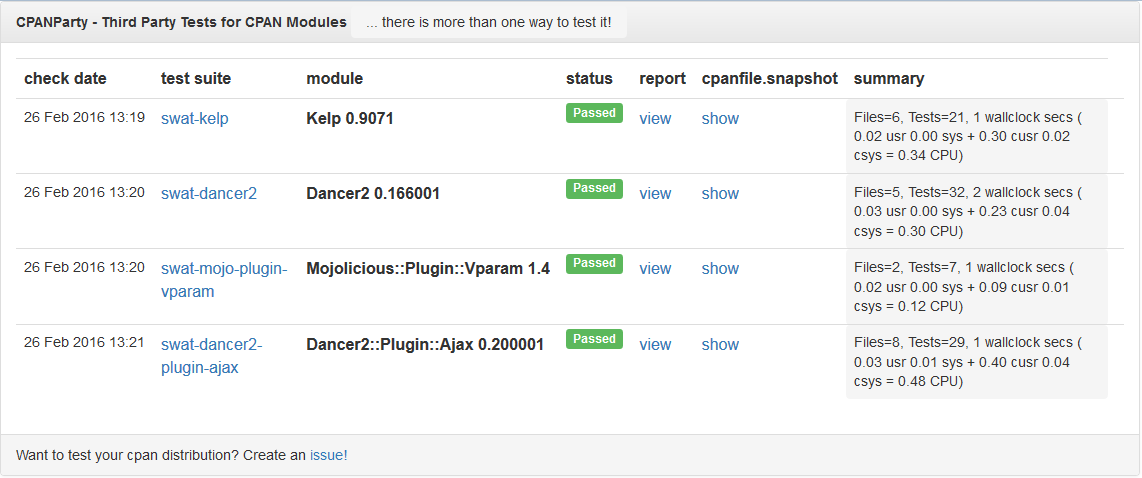 CPANParty - Third Party Tests for CPAN Modules ... there is more than one way to test it!
check date test suite module status report cpanfile.snapshot summary
26 Feb 2016 13:19 swat-kelp Kelp 0.9071 Passed view show Files=6, Tests=21, 1 wallclock secs (
0.02 usr 0.00 sys + 0.30 cusr 0.02
csys = 0.34 CPU)
26 Feb 2016 13:20 swat-dancer2 Dancer2 0.166001 Passed view show Files=5, Tests=32, 2 wallclock secs (
0.03 usr 0.00 sys + 0.23 cusr 0.04
csys = 0.30 CPU)
26 Feb 2016 13:20 swat-mojo-plugin- Mojolicious::Plugin::Vparam 1.4 Passed view show Files=2, Tests=7, 1 wallclock secs (
vparam 0.02 usr 0.00 sys + 0.09 cusr 0.01
csys = 0.12 CPU)
26 Feb 2016 13:21 swat-dancer2- Dancer2::Plugin::Ajax 0.200001 Passed view show Files=8, Tests=29, 1 wallclock secs (
plugin-ajax 0.03 usr 0.01 sys + 0.40 cusr 0.04
csys = 0.48 CPU)
Want to test your cpan distribution? Create an issue!